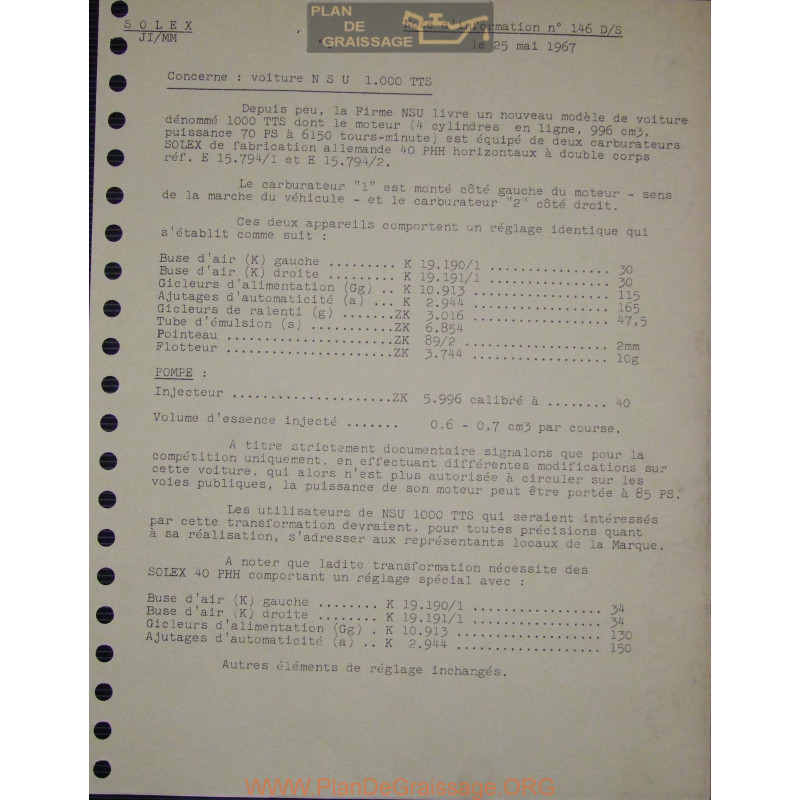 PLAN
DE
GRAISSAGE
S O L E X
JI/MM
d'information n° 146 D/S
le 25 mai 1967
Concerne : voiture N S U 1.000 TTS
Depuis peu, la Firme NSU livre un nouveau modèle de voiture
dénommé 1000 TTS dont le moteur (4 cylindres en ligne, 996 cm3,
puissance 70 PS à 6150 tours-minute) est équipé de deux carburateurs
SOLEX de fabrication allemande 40 PHH horizontaux à double corps
réf. E 15.794/1 et E 15.794/2.
Le carburateur "1" est monté côté gauche du moteur - sens
de la marche du véhicule - et le carburateur "2" côté droit.
Ces deux appareils comportent un réglage identique qui
s'établit comme suit :
Buse d'air (K) gauche ......... K 19.190/1 ................ 30
Buse d'air (K) droite ......... K 19.191/1 ................ 30
Gicleurs d'alimentation (Gg) .. K 10.913 .................. 115
Ajutages d'automaticité (a) ... K 2.944 ................... 165
Gicleurs de ralenti (g) .......ZK 3.016 ................... 47,5
Tube d'émulsion (s) ...........ZK 6.854
Pointeau ......................ZK 89/2 .................... 2mm
Flotteur ......................ZK 3.744 ................... 10g
POMPE :
Injecteur .....................ZK 5.996 calibré à ........ 40
Volume d'essence injecté ....... 0.6 - 0,7 cm3 par course.
A titre strictement documentaire signalons que pour la
compétition uniquement, en effectuant différentes modifications sur
cette voiture, qui alors n'est plus autorisée à circuler sur les
voies publiques, la puissance de son moteur peut être portée à 85 PS.
Les utilisateurs de NSU 1000 TTS qui seraient intéressés
par cette transformation devraient, pour toutes précisions quant
à sa réalisation, s'adresser aux représentants locaux de la Marque.
A noter que ladite transformation nécessite des
SOLEX 40 PHH comportant un réglage spécial avec :
Buse d'air (K) gauche ........ K 19.190/1 ................. 34
Buse d'air (K) droite ........ K 19.191/1 ................. 34
Gicleurs d'alimentation (Gg) . K 10.913 ................... 130
Ajutages d'automaticité (a) .. K 2.944 .................... 150
Autres éléments de réglage inchangés.
www.PlanDeGraissage.ORG